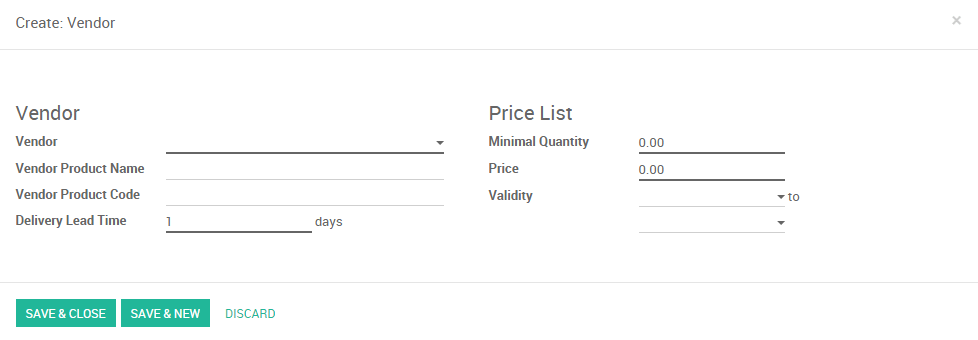 Create: Vendor ×
Vendor
Vendor
Vendor Product Name
Vendor Product Code
Delivery Lead Time 1 days
Price List
Minimal Quantity 0.00
Price 0.00
Validity to
SAVE & CLOSE SAVE & NEW DISCARD